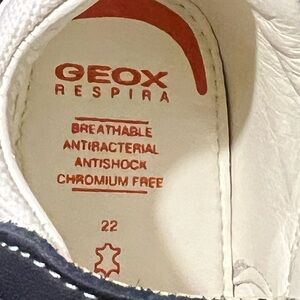 GEOX
RESPIRA
BREATHABLE
ANTIBACTERIAL
ANTISHOCK
CHROMIUM FREE
22